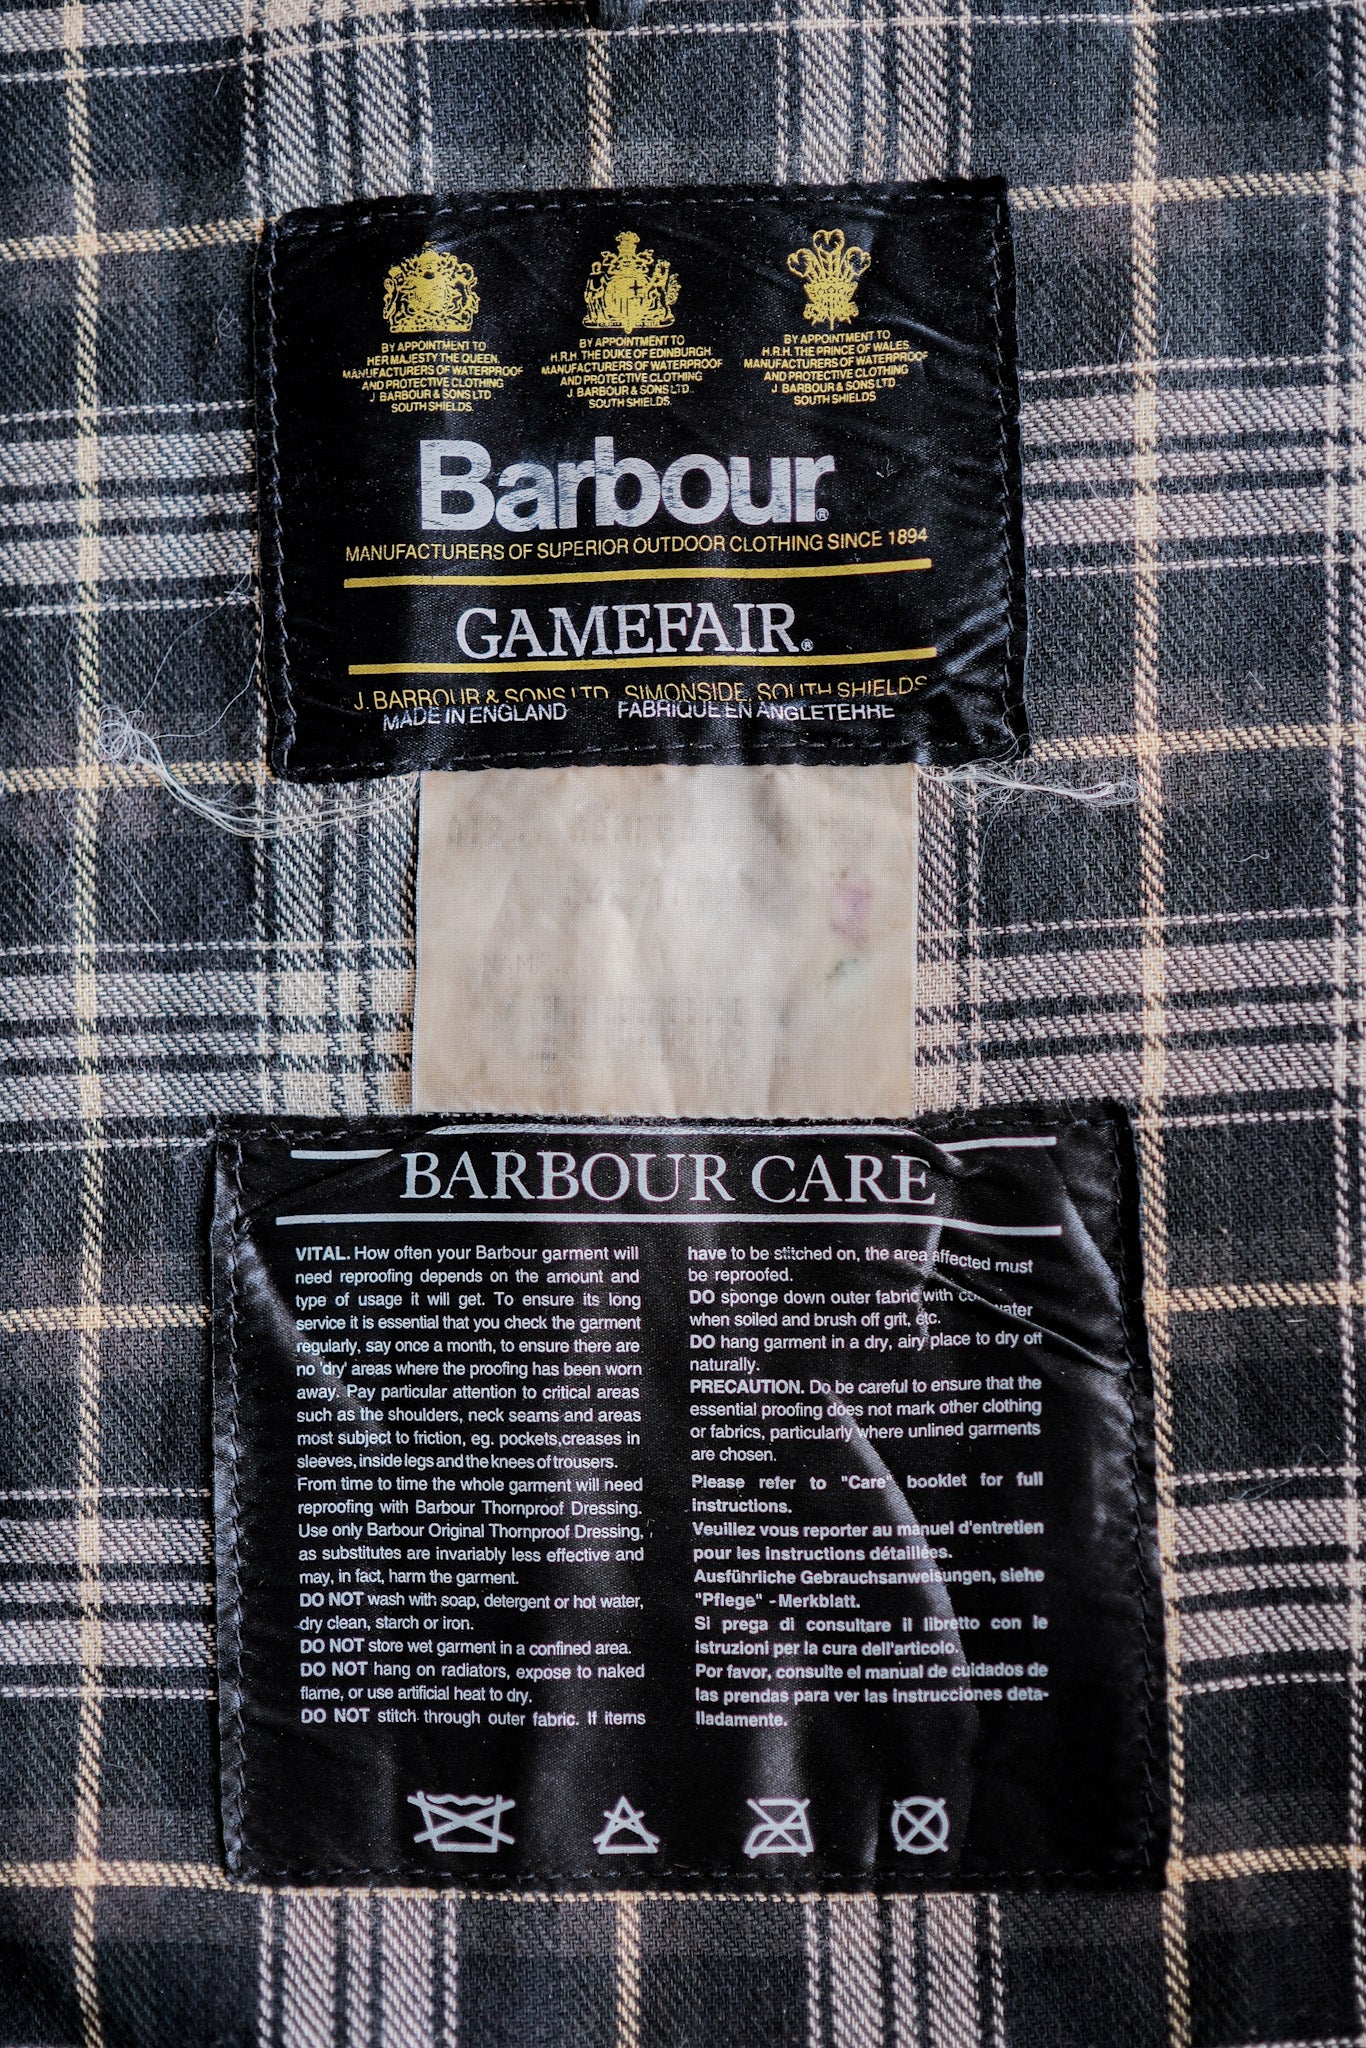 BY APPOINTMENT TO
HER MAJESTY THE QUEEN.
MANUFACTURERS OF WATERPROOF
AND PROTECTIVE CLOTHING
J. BARBOUR & SONS LTD
SOUTH SHIELDS.
BY APPOINTMENT TO
H.R.H. THE DUKE OF EDINBURGH
MANUFACTURERS OF WATERPROOF
AND PROTECTIVE CLOTHING
J. BARBOUR & SONS LTD.
SOUTH SHIELDS.
BY APPOINTMENT TO
H.R.H. THE PRINCE OF WALES
MANUFACTURERS OF WATERPROOF
AND PROTECTIVE CLOTHING
J. BARBOUR & SONS LTD.
SOUTH SHIELDS
Barbour®
MANUFACTURERS OF SUPERIOR OUTDOOR CLOTHING SINCE 1894
GAMEFAIR®
J. BARBOUR & SONS LTD. SIMONSIDE, SOUTH SHIELDS
MADE IN ENGLAND FABRIQUE EN ANGLETERRE
BARBOUR CARE
VITAL. How often your Barbour garment will
need reproofing depends on the amount and
type of usage it will get. To ensure its long
service it is essential that you check the garment
regularly, say once a month, to ensure there are
no 'dry' areas where the proofing has been worn
away. Pay particular attention to critical areas
such as the shoulders, neck seams and areas
most subject to friction, eg. pockets,creases in
sleeves, inside legs and the knees of trousers.
From time to time the whole garment will need
reproofing with Barbour Thornproof Dressing.
Use only Barbour Original Thornproof Dressing,
as substitutes are invariably less effective and
may, in fact, harm the garment.
DO NOT wash with soap, detergent or hot water,
dry clean, starch or iron.
DO NOT store wet garment in a confined area.
DO NOT hang on radiators, expose to naked
flame, or use artificial heat to dry.
DO NOT stitch through outer fabric. If items
have to be stitched on, the area affected must
be reproofed.
DO sponge down outer fabric with water
when soiled and brush off grit, etc.
DO hang garment in a dry, airy place to dry off
naturally.
PRECAUTION. Do be careful to ensure that the
essential proofing does not mark other clothing
or fabrics, particularly where unlined garments
are chosen.
Please refer to "Care" booklet for full
instructions.
Veuillez vous reporter au manuel d'entretien
pour les instructions détaillées.
Ausführliche Gebrauchsanweisungen, siehe
"Pflege" - Merkblatt.
Si prega di consultare il libretto con le
istruzioni per la cura dell'articolo.
Por favor, consulte el manual de cuidados de
las prendas para ver las instrucciones deta-
lladamente.